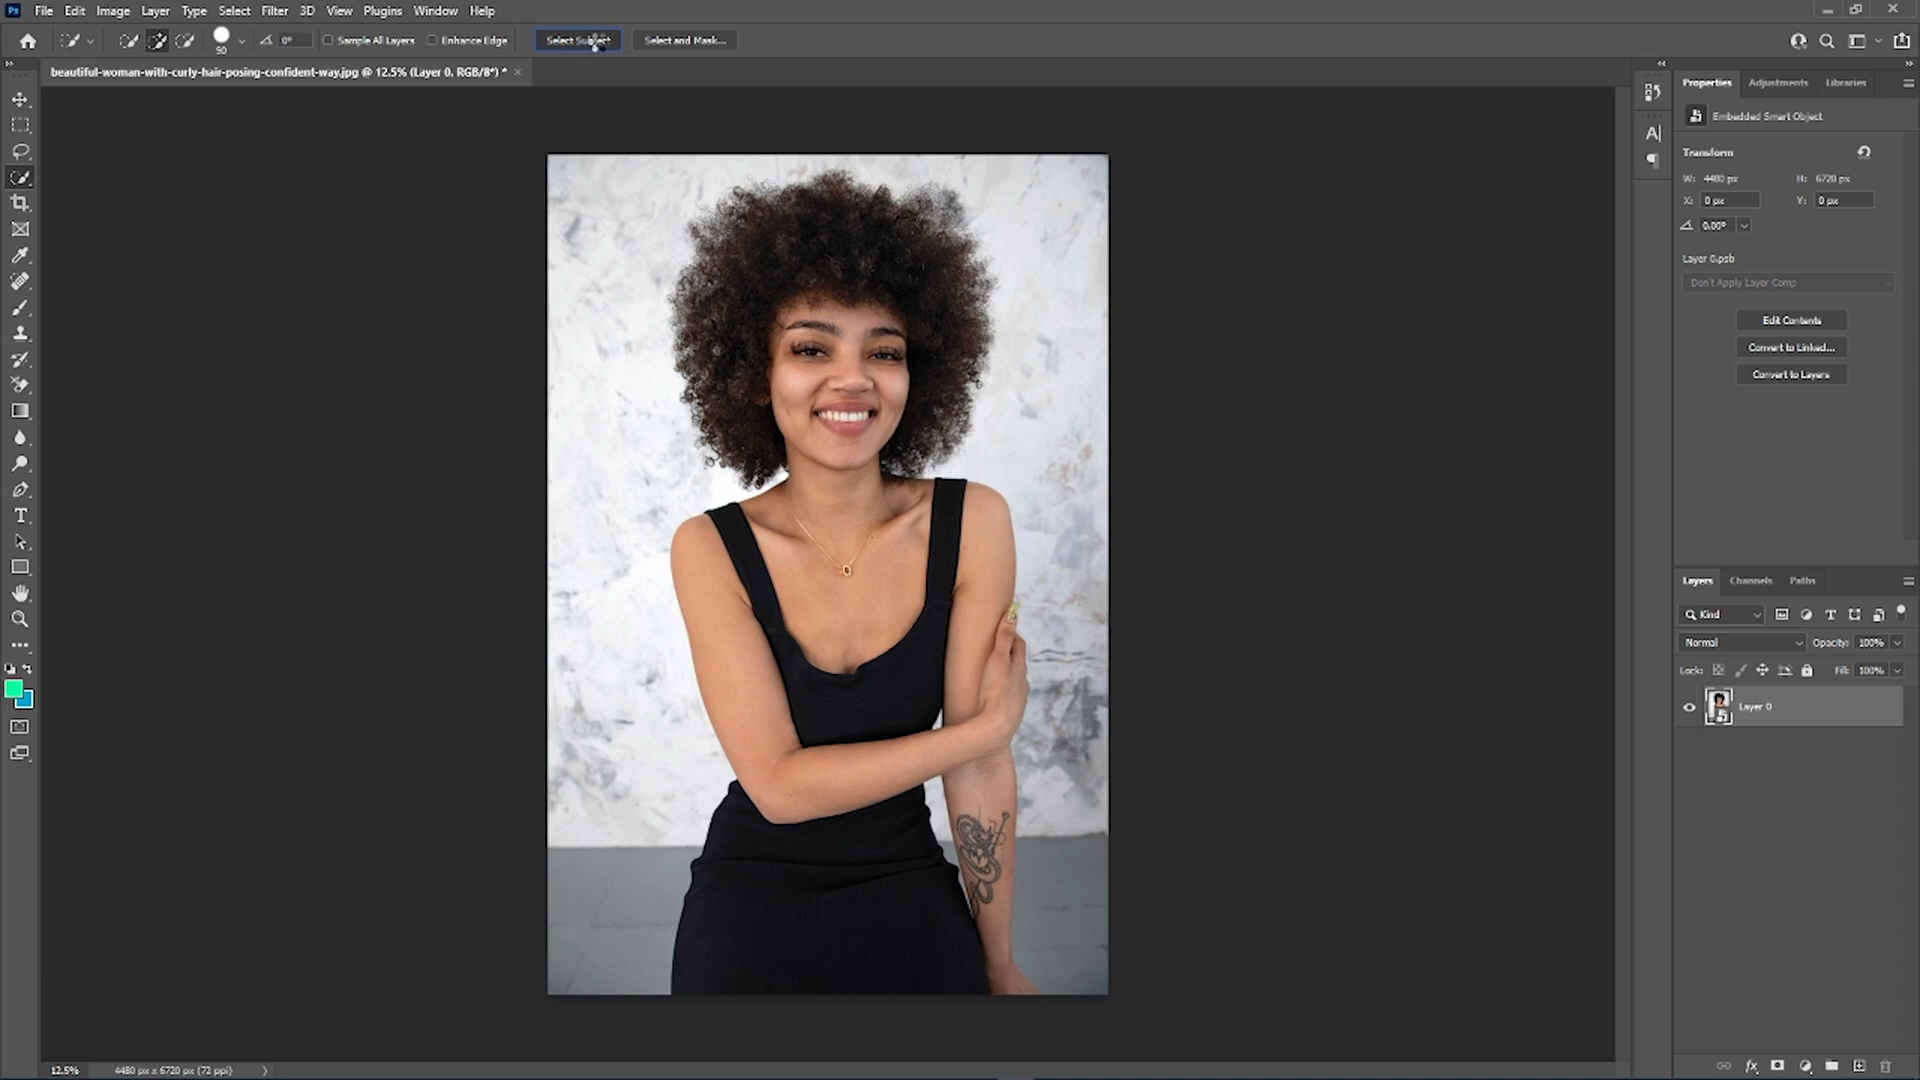 Ps File Edit Image Layer Type Select Filter 3D View Plugins Window Help
90 0° Sample All Layers Enhance Edge Select Subject Select and Mask...
beautiful-woman-with-curly-hair-posing-confident-way.jpg @ 12.5% (Layer 0, RGB/8*) * ×
Properties Adjustments Libraries
Embedded Smart Object
Transform
W: 4480 px H: 6720 px
X: 0 px Y: 0 px
0.00°
Layer 0.psb
Don't Apply Layer Comp
Edit Contents
Convert to Linked...
Convert to Layers
Layers Channels Paths
Kind
Normal Opacity: 100%
Lock: Fill: 100%
Layer 0
fx
12.5% 4480 px x 6720 px (72 ppi)